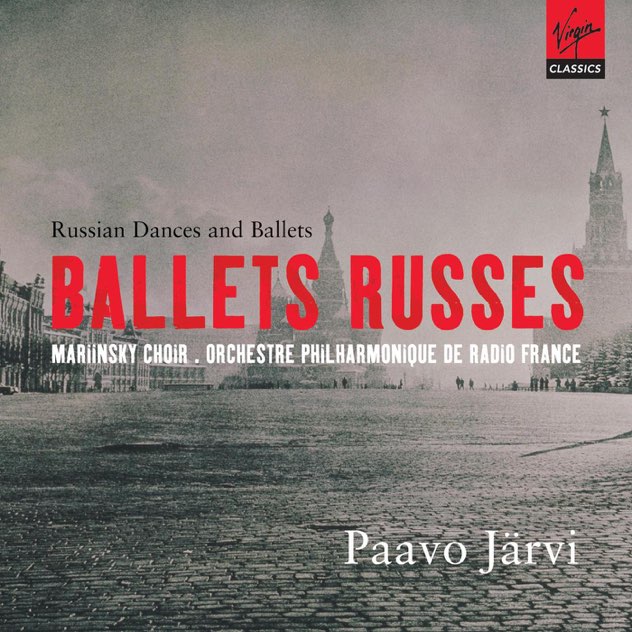 Virgin
CLASSICS
Russian Dances and Ballets
BALLETS RUSSES
MARiiNSKY CHOiR . ORCHESTRE PHiLHARMONiQUE DE RADiO FRANCE
Paavo Järvi